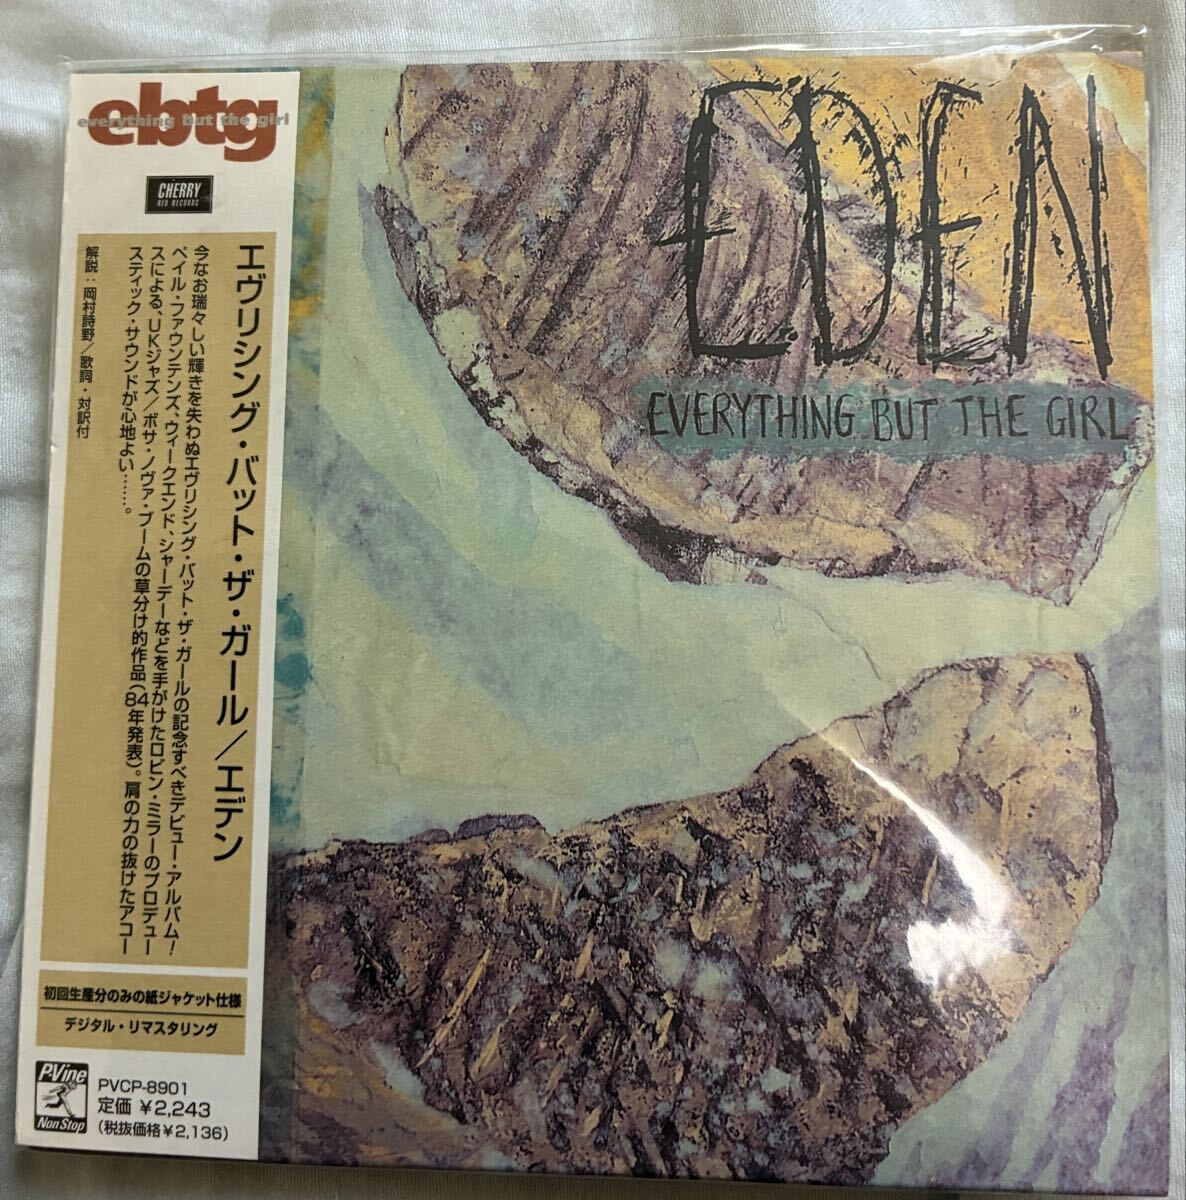 ebtg
everything but the girl
CHERRY
RED RECORDS
エヴリシング・バット・ザ・ガール／エデン
今なお瑞々しい輝きを失わぬエヴリシング・バット・ザ・ガールの記念すべきデビュー・アルバム！
ペイル・ファウンテンズ、ウィークエンド、シャーデーなどを手がけたロビン・ミラーのプロデュー
スによる、UKジャズ／ボサ・ノヴァ・ブームの草分け的作品（84年発表）。肩の力の抜けたアコー
スティック・サウンドが心地よい……。
解説：岡村詩野／歌詞・対訳付
初回生産分のみの紙ジャケット仕様
デジタル・リマスタリング
P-Vine
Non Stop
PVCP-8901
定価 ¥2,243
(税抜価格¥2,136)
EDEN
EVERYTHING BUT THE GIRL